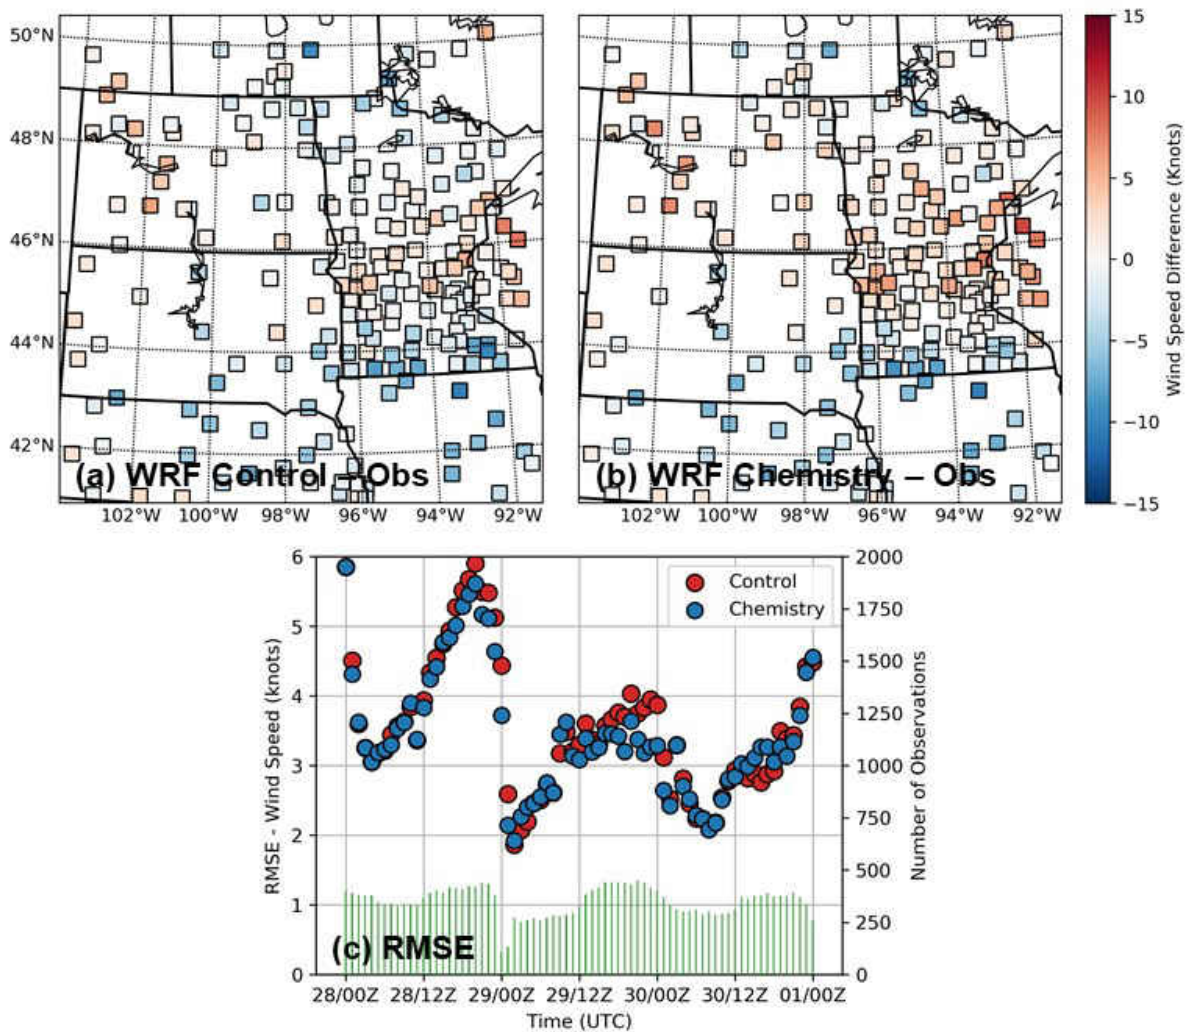 50°N
48°N
46°N
44°N
42°N
(a) WRF Control – Obs
102°W 100°W 98°W 96°W 94°W 92°W
(b) WRF Chemistry – Obs
102°W 100°W 98°W 96°W 94°W 92°W
15
10
5
0
−5
−10
−15
Wind Speed Difference (Knots)
6
5
4
3
2
1
0
RMSE - Wind Speed (knots)
Control
Chemistry
(c) RMSE
2000
1750
1500
1250
1000
750
500
250
0
Number of Observations
28/00Z 28/12Z 29/00Z 29/12Z 30/00Z 30/12Z 01/00Z
Time (UTC)